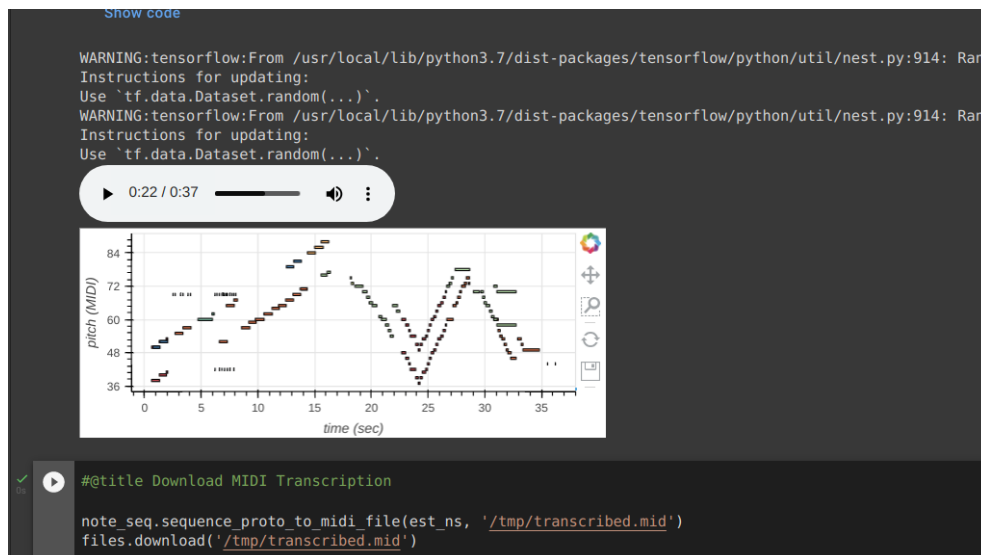 Show code
WARNING:tensorflow:From /usr/local/lib/python3.7/dist-packages/tensorflow/python/util/nest.py:914: Ran
Instructions for updating:
Use `tf.data.Dataset.random(...)`.
WARNING:tensorflow:From /usr/local/lib/python3.7/dist-packages/tensorflow/python/util/nest.py:914: Ran
Instructions for updating:
Use `tf.data.Dataset.random(...)`.
0:22 / 0:37
pitch (MIDI)
84
72
60
48
36
0 5 10 15 20 25 30 35
time (sec)
0s
#@title Download MIDI Transcription
note_seq.sequence_proto_to_midi_file(est_ns, '/tmp/transcribed.mid')
files.download('/tmp/transcribed.mid')